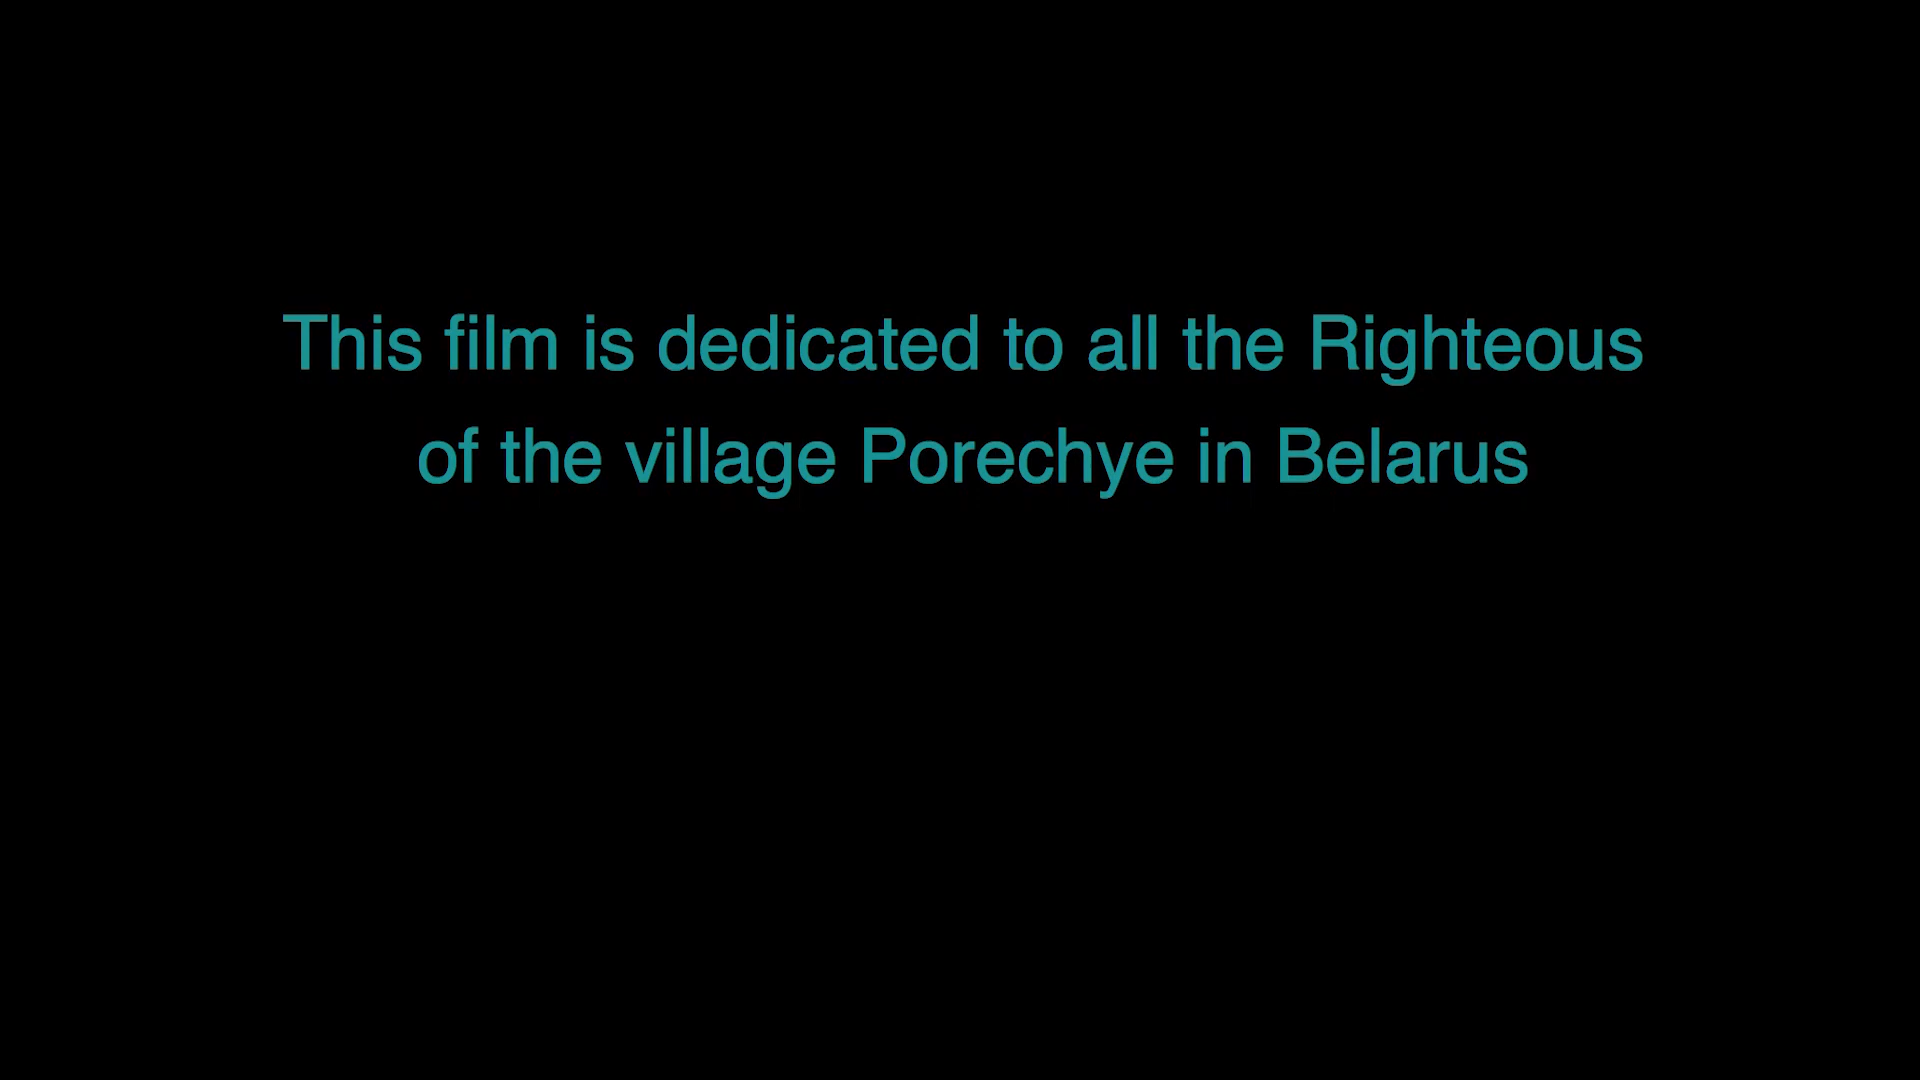 This film is dedicated to all the Righteous
of the village Porechye in Belarus